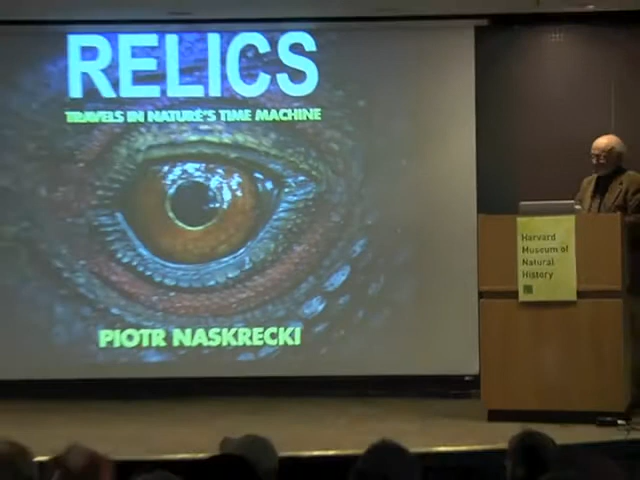 RELICS
TRAVELS IN NATURE'S TIME MACHINE
PIOTR NASKRECKI
Harvard
Museum of
Natural
History